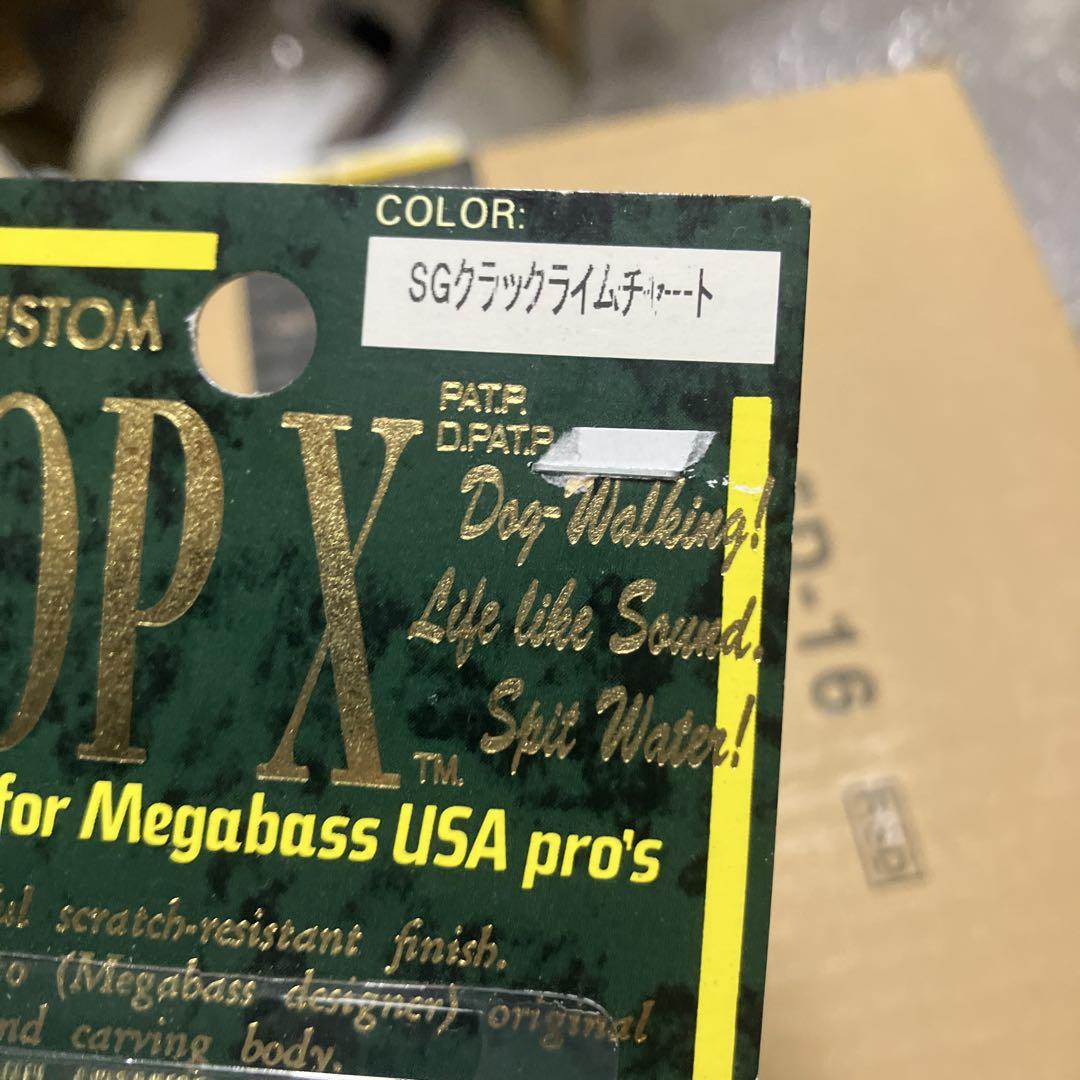 COLOR:
SGクラックライムチャート
USTOM
PAT.P.
D.PAT.P
OP X
TM.
Dog-Walking!
Life like Sound.
Spit Water!
for Megabass USA pro's
scratch-resistant finish.
o (Megabass designer) original
nd carving body.
-16